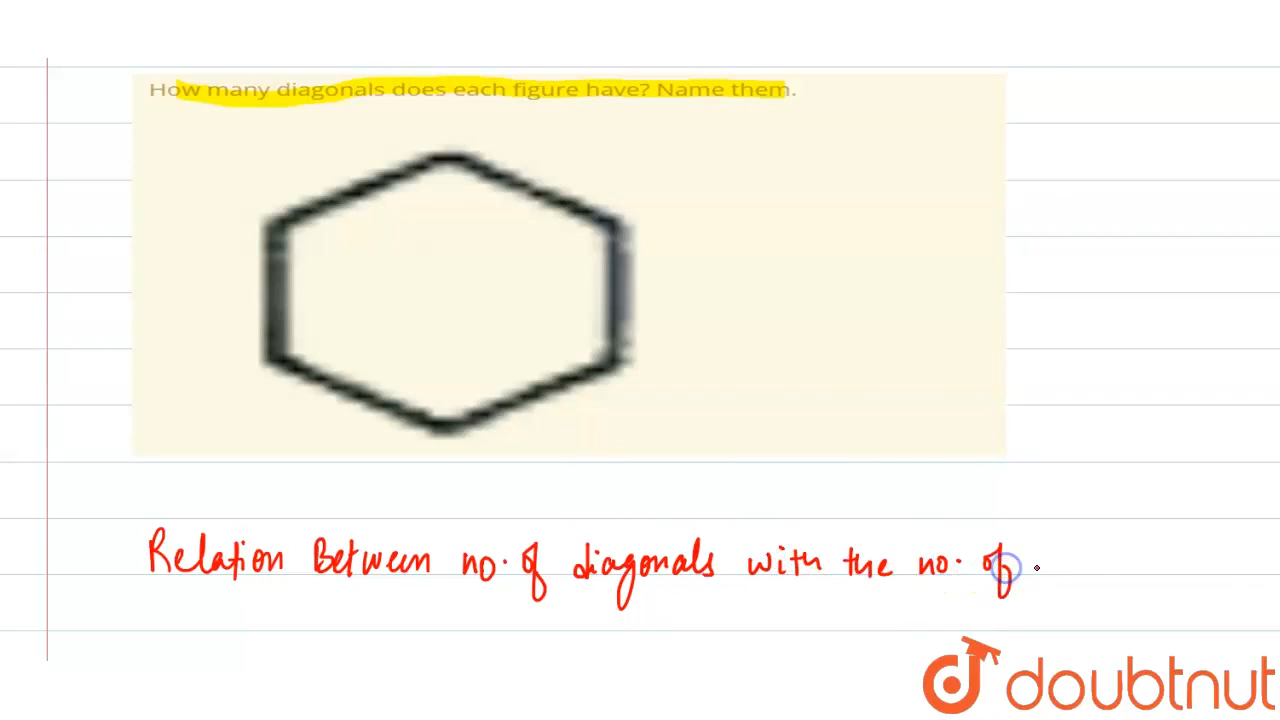 How many diagonals does each figure have? Name them.
Relation Between no. of diagonals with the no. of
doubtnut